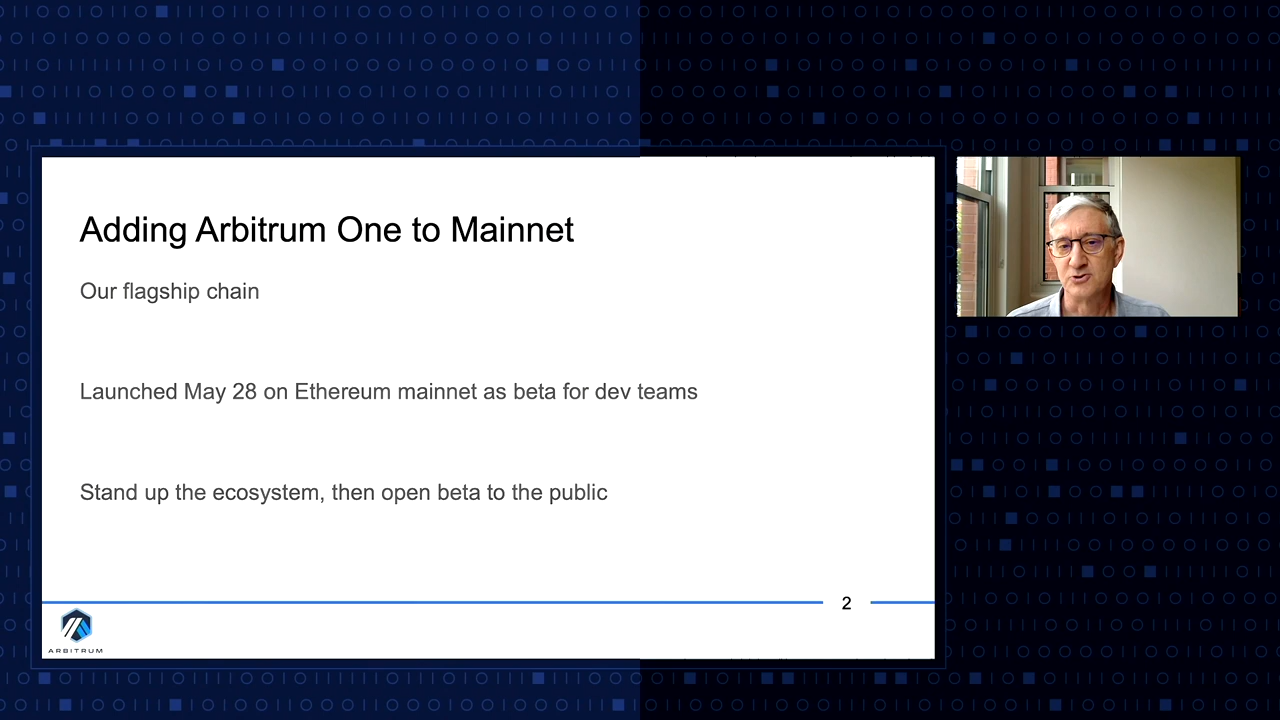 Adding Arbitrum One to Mainnet
Our flagship chain
Launched May 28 on Ethereum mainnet as beta for dev teams
Stand up the ecosystem, then open beta to the public
2
ARBITRUM